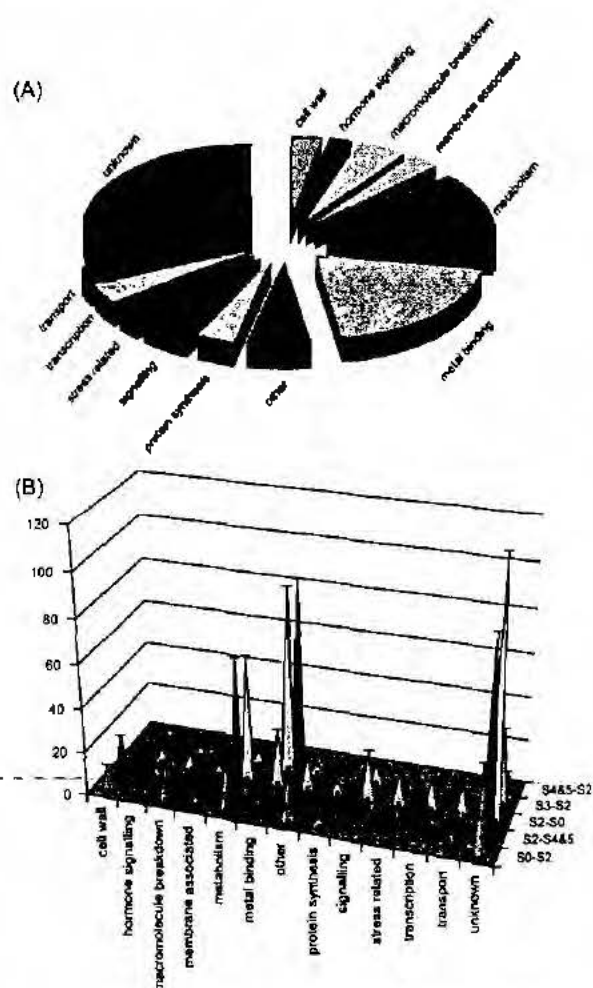 (A)
cell wall
hormone signalling
macromolecule breakdown
membrane associated
metabolism
metal binding
other
protein synthesis
signalling
stress related
transcription
transport
unknown
(B)
120
100
80
60
40
20
0
cell wall
hormone signalling
macromolecule breakdown
membrane associated
metabolism
metal binding
other
protein synthesis
signalling
stress related
transcription
transport
unknown
S4&5-S2
S3-S2
S2-S0
S2-S4&5
S0-S2